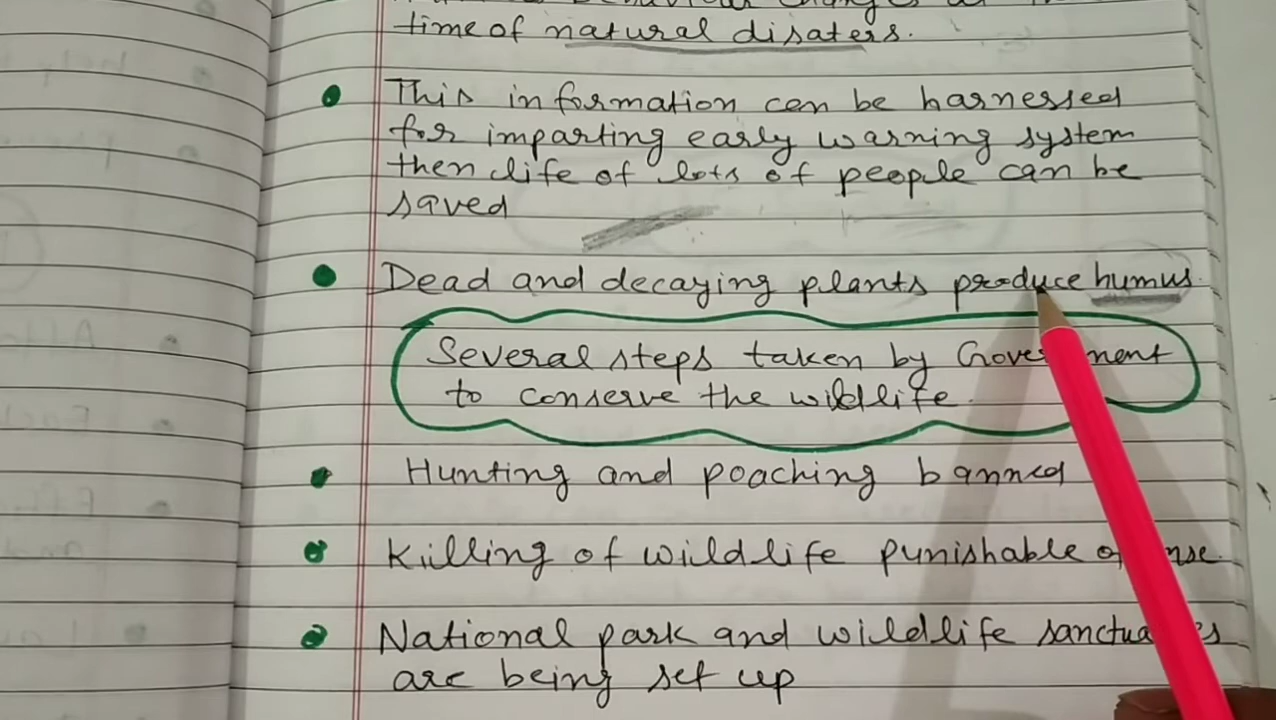 time of natural disaters.
This information can be harnessed
for imparting early warning system
then life of lots of people can be
saved
Dead and decaying plants produce humus.
Several steps taken by Government
to conserve the wildlife.
Hunting and poaching banned
Killing of wildlife punishable
National park and wildlife sanctuaries
are being set up